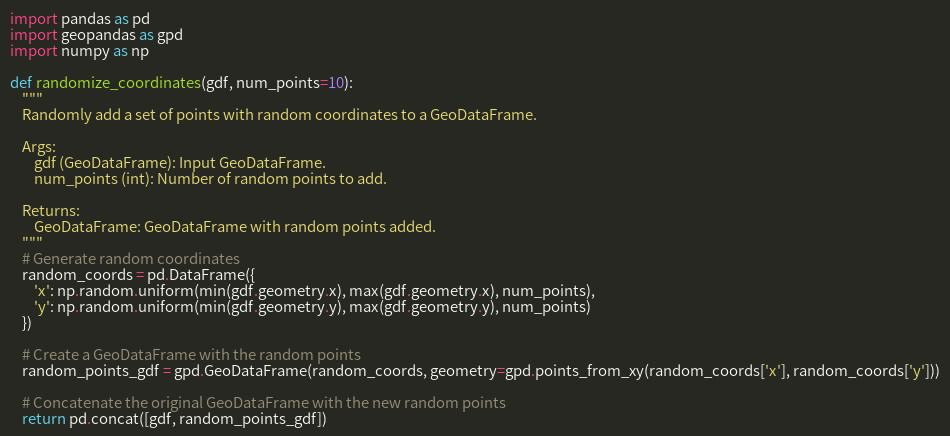 import pandas as pd
import geopandas as gpd
import numpy as np

def randomize_coordinates(gdf, num_points=10):
    """
    Randomly add a set of points with random coordinates to a GeoDataFrame.

    Args:
        gdf (GeoDataFrame): Input GeoDataFrame.
        num_points (int): Number of random points to add.

    Returns:
        GeoDataFrame: GeoDataFrame with random points added.
    """
    # Generate random coordinates
    random_coords = pd.DataFrame({
        'x': np.random.uniform(min(gdf.geometry.x), max(gdf.geometry.x), num_points),
        'y': np.random.uniform(min(gdf.geometry.y), max(gdf.geometry.y), num_points)
    })

    # Create a GeoDataFrame with the random points
    random_points_gdf = gpd.GeoDataFrame(random_coords, geometry=gpd.points_from_xy(random_coords['x'], random_coords['y']))

    # Concatenate the original GeoDataFrame with the new random points
    return pd.concat([gdf, random_points_gdf])